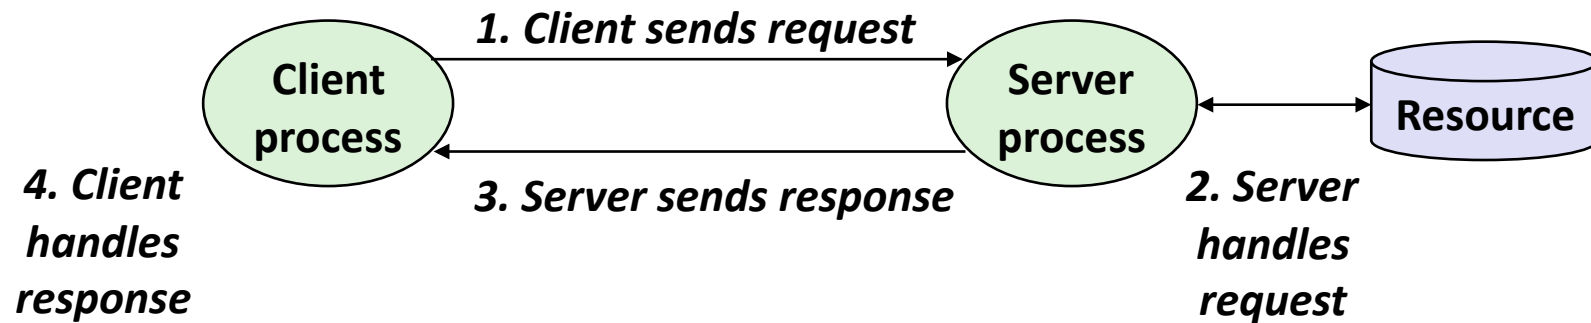 1. Client sends request
Client
process
Server
process
Resource
3. Server sends response
2. Server
handles
request
4. Client
handles
response